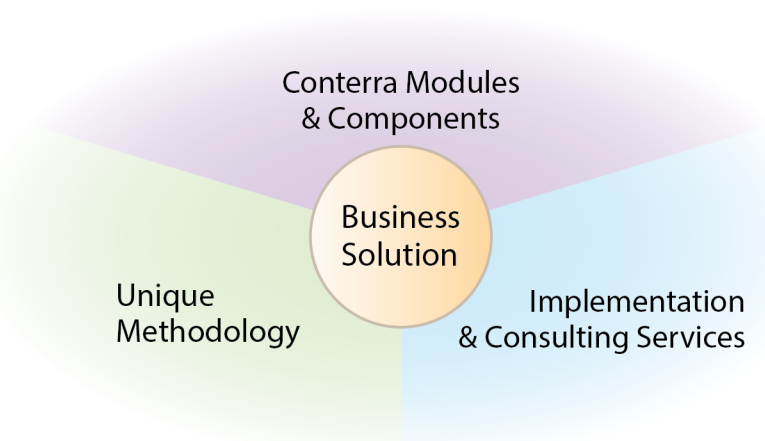 Conterra Modules
& Components
Business
Solution
Unique
Methodology
Implementation
& Consulting Services